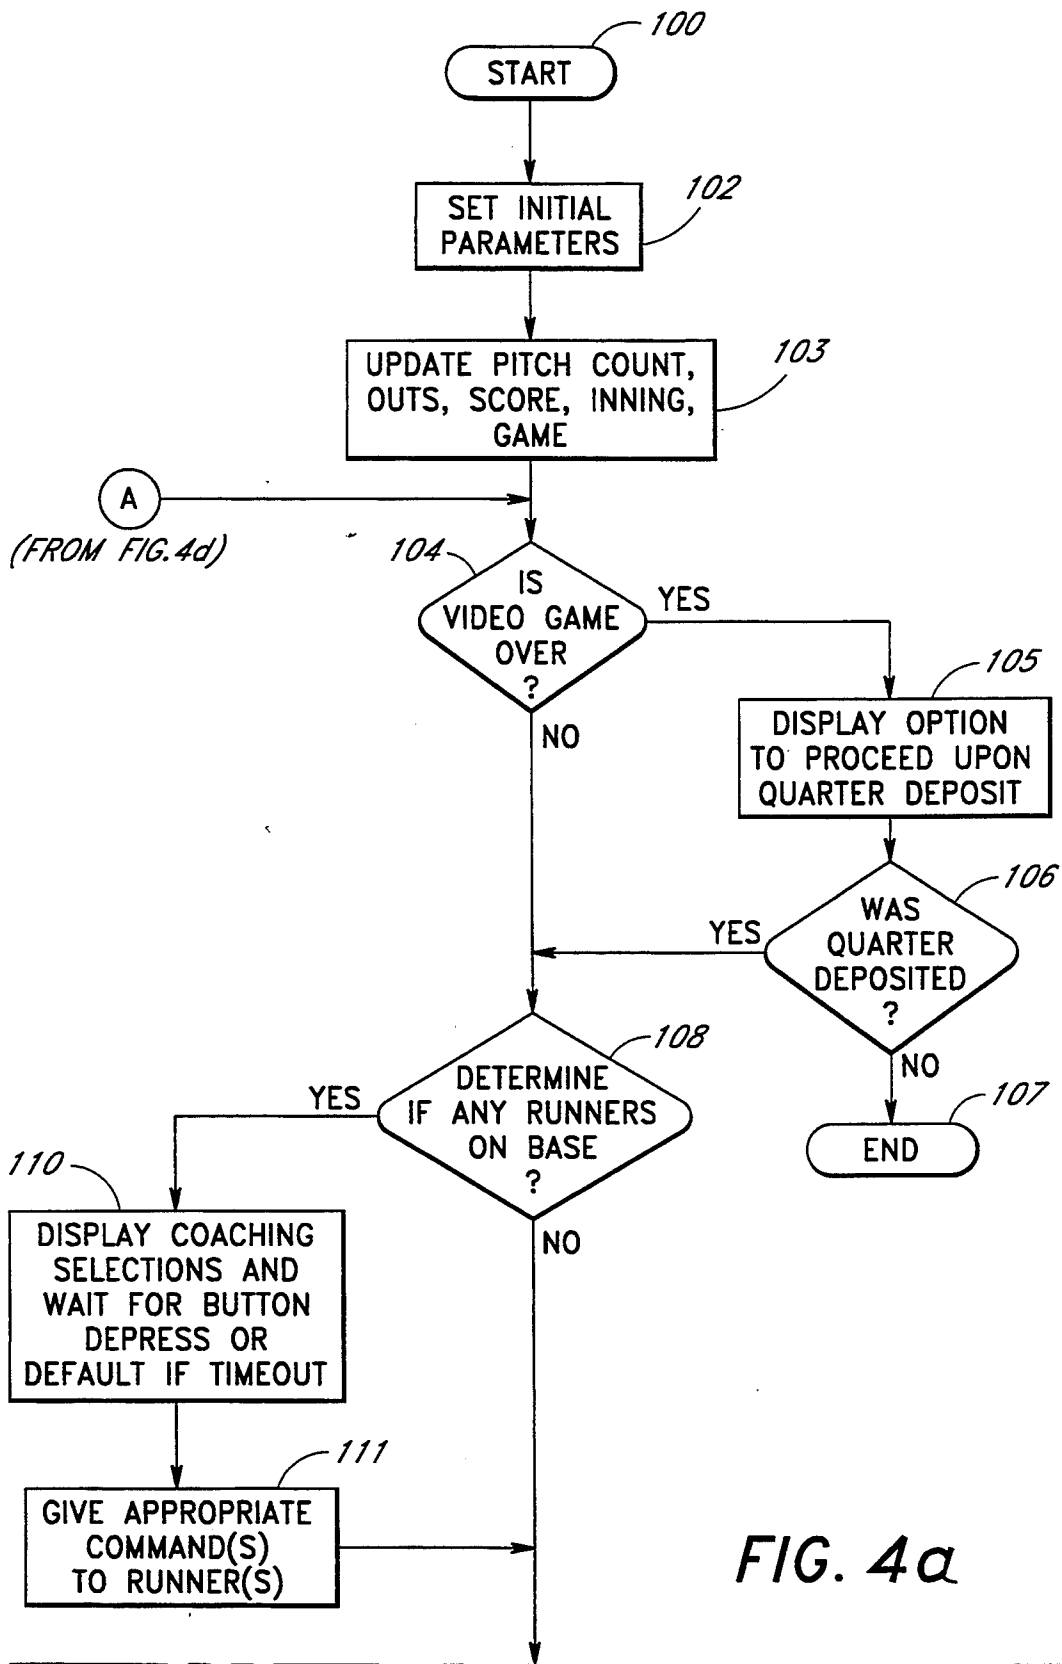 100
START
102
SET INITIAL
PARAMETERS
103
UPDATE PITCH COUNT,
OUTS, SCORE, INNING,
GAME
A
(FROM FIG.4d)
104
IS
VIDEO GAME
OVER
?
YES
NO
105
DISPLAY OPTION
TO PROCEED UPON
QUARTER DEPOSIT
106
WAS
QUARTER
DEPOSITED
?
YES
NO
107
END
108
DETERMINE
IF ANY RUNNERS
ON BASE
?
YES
NO
110
DISPLAY COACHING
SELECTIONS AND
WAIT FOR BUTTON
DEPRESS OR
DEFAULT IF TIMEOUT
111
GIVE APPROPRIATE
COMMAND(S)
TO RUNNER(S)
FIG. 4a